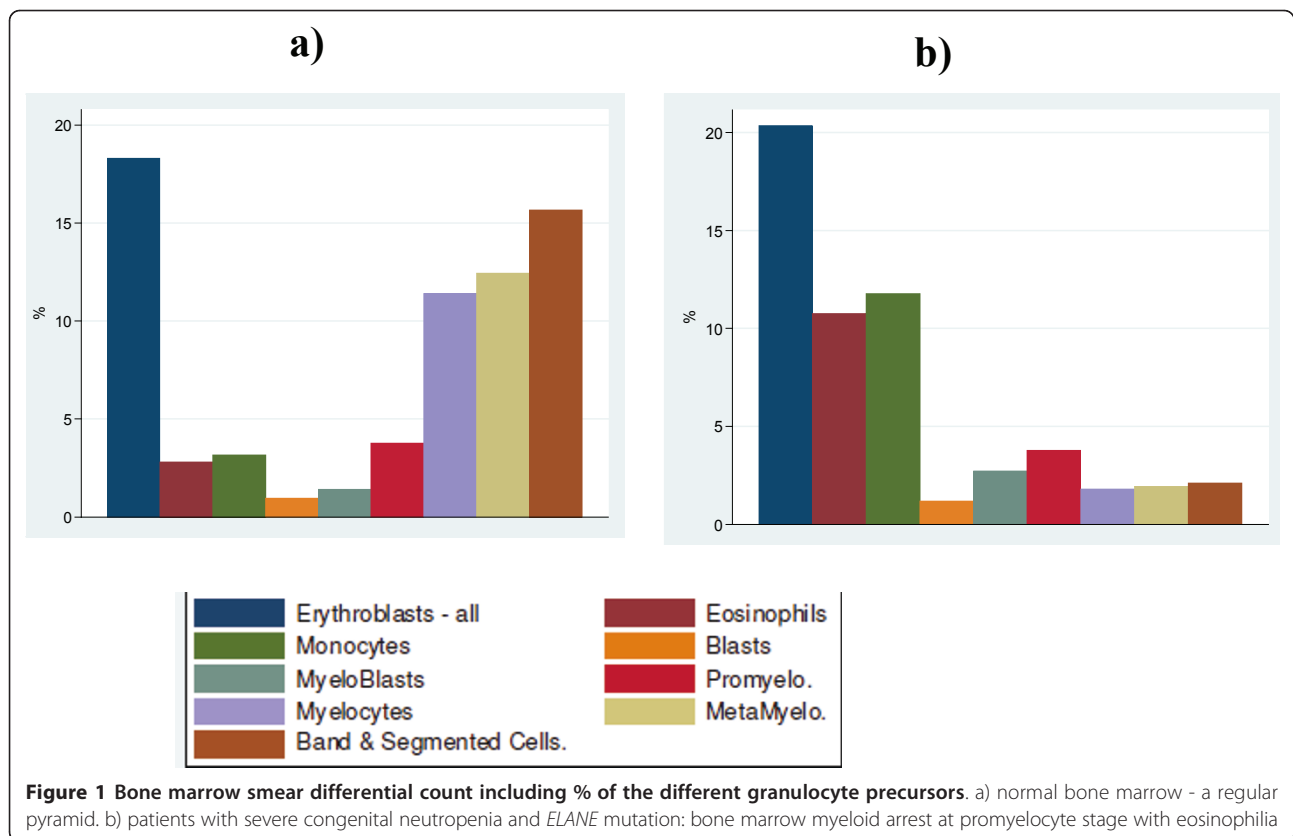 a)
b)
20
15
10
5
0
%
20
15
10
5
0
%
Erythroblasts - all
Eosinophils
Monocytes
Blasts
MyeloBlasts
Promyelo.
Myelocytes
MetaMyelo.
Band & Segmented Cells.
Figure 1 Bone marrow smear differential count including % of the different granulocyte precursors. a) normal bone marrow - a regular
pyramid. b) patients with severe congenital neutropenia and ELANE mutation: bone marrow myeloid arrest at promyelocyte stage with eosinophilia